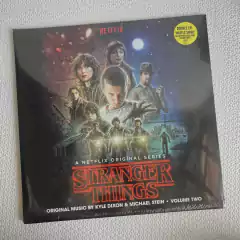 NETFLIX
A NETFLIX ORIGINAL SERIES
STRANGER
THINGS
ORIGINAL MUSIC BY KYLE DIXON & MICHAEL STEIN • VOLUME TWO